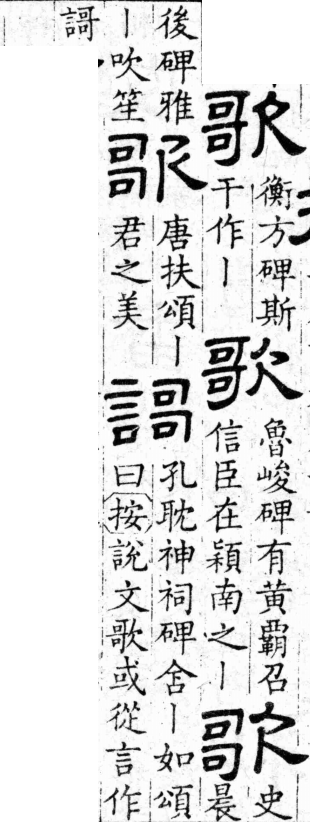 歌
衡方碑斯
干作丨
歌
魯峻碑有黄霸召
信臣在穎南之丨
歌
史
晨
後碑雅
丨吹笙
歌
唐扶頌丨
君之美
謌
孔耽神祠碑舍丨如頌
曰按說文歌或從言作
謌